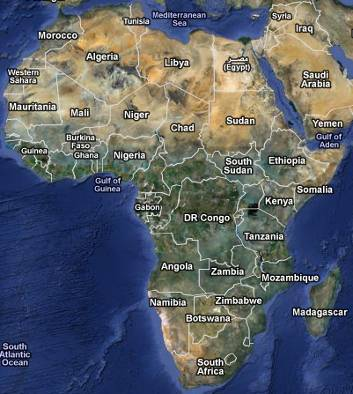 Mediterranean
Sea
Syria
Tunisia
Iraq
Morocco
Algeria
Libya
مصر
(Egypt)
Western
Sahara
Saudi
Arabia
Mauritania
Mali
Niger
Chad
Sudan
Yemen
Gulf of
Aden
Burkina
Faso
Guinea
Ghana
Nigeria
South
Sudan
Ethiopia
Gulf of
Guinea
Somalia
Gabon
Kenya
DR Congo
Tanzania
Angola
Zambia
Mozambique
Namibia
Zimbabwe
Madagascar
Botswana
South
Atlantic
Ocean
South
Africa